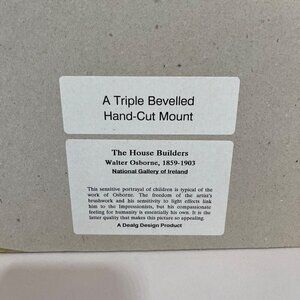 A Triple Bevelled
Hand-Cut Mount
The House Builders
Walter Osborne, 1859-1903
National Gallery of Ireland
This sensitive portrayal of children is typical of the
work of Osborne. The freedom of the artist's
brushwork and his sensitivity to light effects link
him to the Impressionists, but his compassionate
feeling for humanity is essentially his own. It is the
latter quality that makes this picture so appealing.
A Dealg Design Product